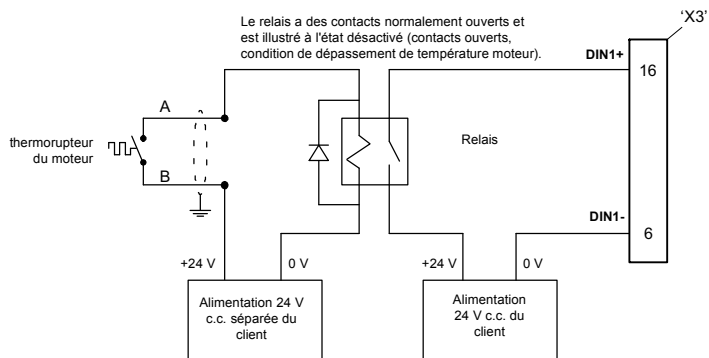 Le relais a des contacts normalement ouverts et
est illustré à l'état désactivé (contacts ouverts,
condition de dépassement de température moteur).
'X3'
DIN1+
16
A
thermorupteur
du moteur
Relais
B
DIN1-
6
+24 V
0 V
+24 V
0 V
Alimentation 24 V
c.c. séparée du
client
Alimentation
24 V c.c. du
client